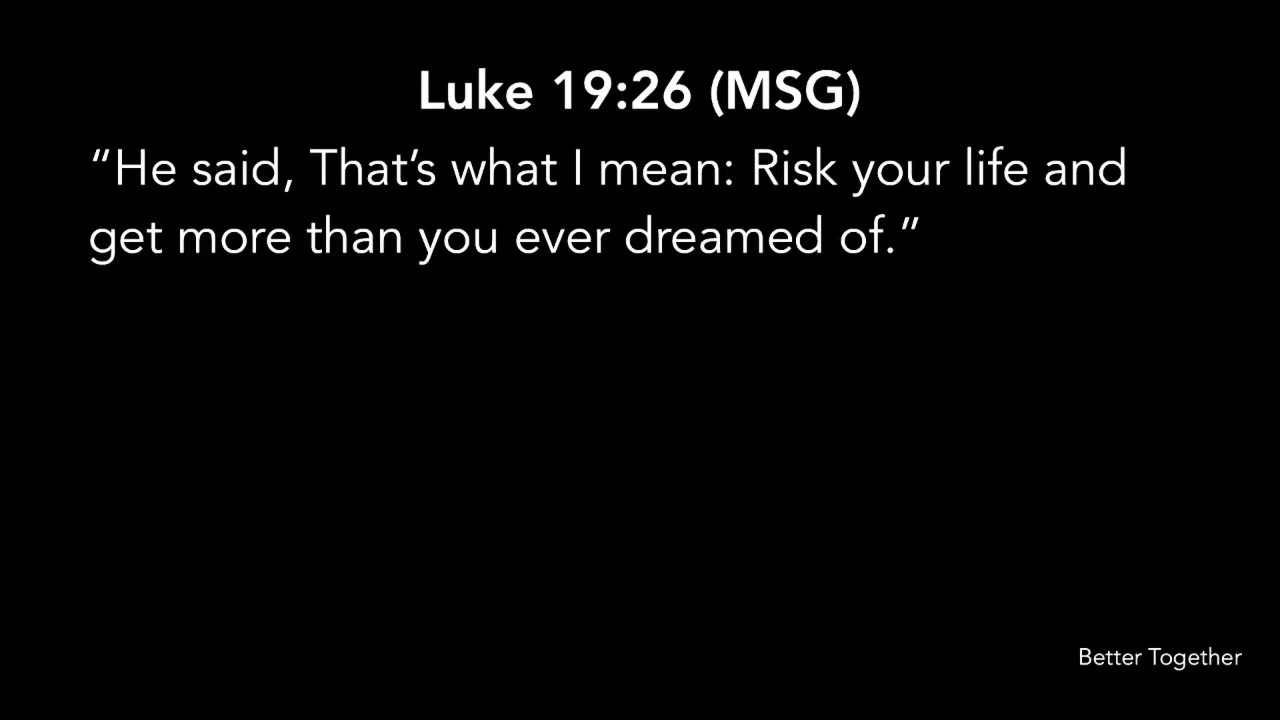 Luke 19:26 (MSG)
“He said, That’s what I mean: Risk your life and
get more than you ever dreamed of.”
Better Together